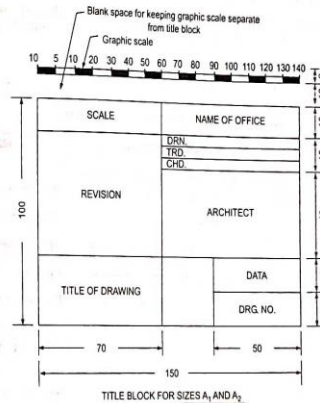 Blank space for keeping graphic scale separate
from title block
Graphic scale
10 5 0 10 20 30 40 50 60 70 80 90 100 110 120 130 140
SCALE
NAME OF OFFICE
DRN.
TRD.
CHD.
REVISION
ARCHITECT
100
TITLE OF DRAWING
DATA
DRG. NO.
70
50
150
TITLE BLOCK FOR SIZES A1 AND A2